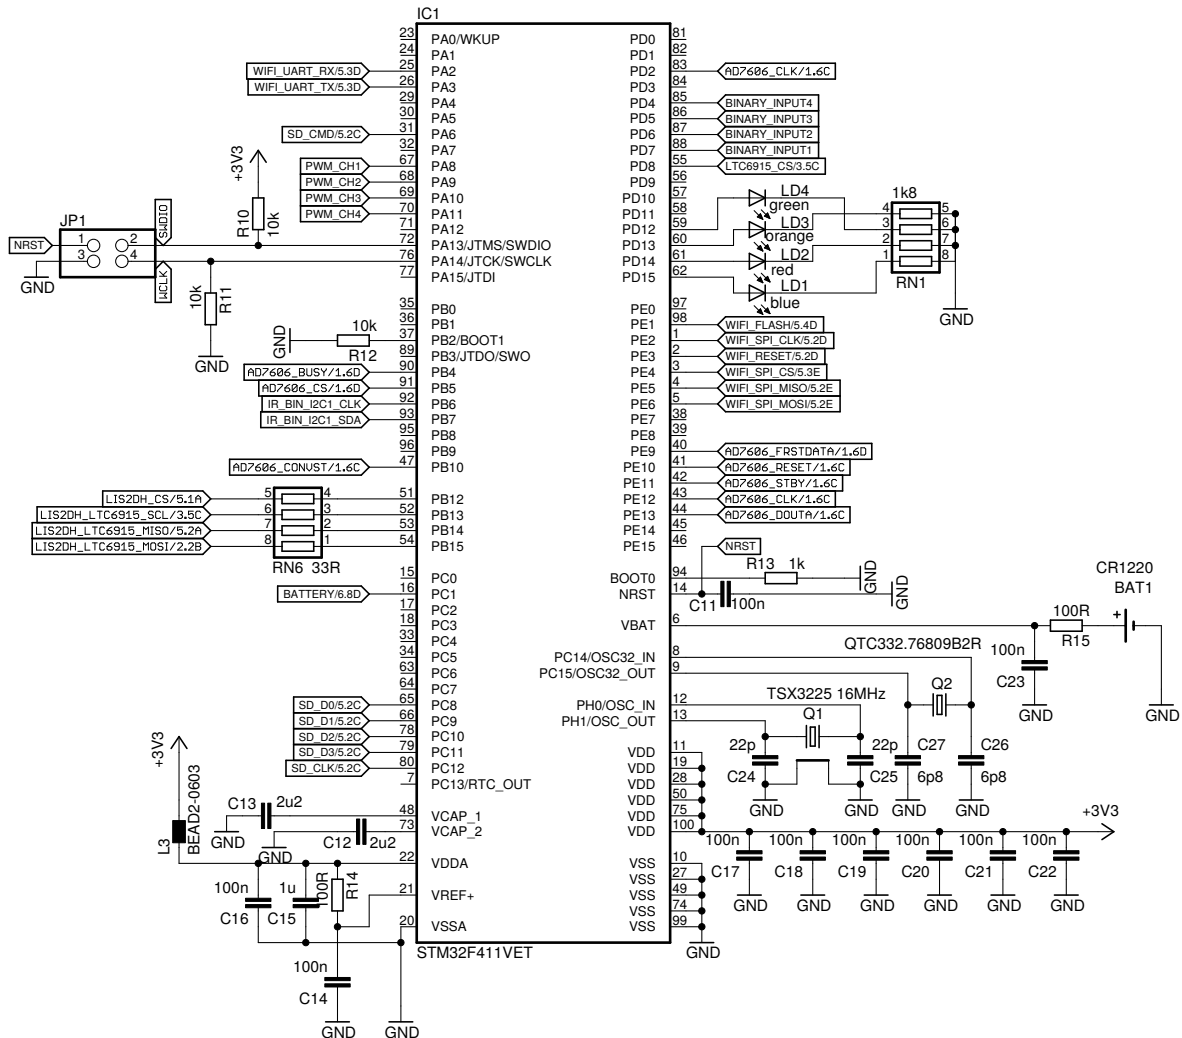 IC1
23 PA0/WKUP
24 PA1
WIFI_UART_RX/5.3D 25 PA2
WIFI_UART_TX/5.3D 26 PA3
29 PA4
30 PA5
SD_CMD/5.2C 31 PA6
32 PA7
PWM_CH1 67 PA8
PWM_CH2 68 PA9
PWM_CH3 69 PA10
PWM_CH4 70 PA11
71 PA12
72 PA13/JTMS/SWDIO
76 PA14/JTCK/SWCLK
77 PA15/JTDI
+3V3
R10
10k
JP1
NRST 1 2 SWDIO
3 4 WCLK
GND
10k
R11
GND
35 PB0
36 PB1
GND 10k R12 37 PB2/BOOT1
89 PB3/JTDO/SWO
AD7606_BUSY/1.6D 90 PB4
AD7606_CS/1.6D 91 PB5
IR_BIN_I2C1_CLK 92 PB6
IR_BIN_I2C1_SDA 93 PB7
95 PB8
96 PB9
AD7606_CONVST/1.6C 47 PB10
LIS2DH_CS/5.1A 5 4 51 PB12
LIS2DH_LTC6915_SCL/3.5C 6 3 52 PB13
LIS2DH_LTC6915_MISO/5.2A 7 2 53 PB14
LIS2DH_LTC6915_MOSI/2.2B 8 1 54 PB15
RN6 33R
15 PC0
BATTERY/6.8D 16 PC1
17 PC2
18 PC3
33 PC4
34 PC5
63 PC6
64 PC7
SD_D0/5.2C 65 PC8
SD_D1/5.2C 66 PC9
SD_D2/5.2C 78 PC10
SD_D3/5.2C 79 PC11
SD_CLK/5.2C 80 PC12
7 PC13/RTC_OUT
+3V3
L3
BEAD2-0603
C13 2u2 48 VCAP_1
GND
C12 2u2 73 VCAP_2
GND
22 VDDA
100n C16
1u C15
100R R14
21 VREF+
20 VSSA
100n
C14
GND
GND
STM32F411VET
PD0 81
PD1 82
PD2 83 AD7606_CLK/1.6C
PD3 84
PD4 85 BINARY_INPUT4
PD5 86 BINARY_INPUT3
PD6 87 BINARY_INPUT2
PD7 88 BINARY_INPUT1
PD8 55 LTC6915_CS/3.5C
PD9 56
PD10 57
PD11 58
PD12 59
PD13 60
PD14 61
PD15 62
LD4
green
LD3
orange
LD2
red
LD1
blue
1k8
4 5
3 6
2 7
1 8
RN1
GND
PE0 97
PE1 98 WIFI_FLASH/5.4D
PE2 1 WIFI_SPI_CLK/5.2D
PE3 2 WIFI_RESET/5.2D
PE4 3 WIFI_SPI_CS/5.3E
PE5 4 WIFI_SPI_MISO/5.2E
PE6 5 WIFI_SPI_MOSI/5.2E
PE7 38
PE8 39
PE9 40 AD7606_FRSTDATA/1.6D
PE10 41 AD7606_RESET/1.6C
PE11 42 AD7606_STBY/1.6C
PE12 43 AD7606_CLK/1.6C
PE13 44 AD7606_DOUTA/1.6C
PE14 45
PE15 46
NRST
BOOT0 94 R13 1k GND
NRST 14 C11 100n GND
VBAT 6
CR1220
BAT1
+
100R
R15
100n
C23
GND
GND
PC14/OSC32_IN 8
PC15/OSC32_OUT 9
QTC332.76809B2R
Q2
PH0/OSC_IN 12
PH1/OSC_OUT 13
TSX3225 16MHz
Q1
22p
C24
22p
C25
C27
6p8
C26
6p8
GND
GND
GND
GND
VDD 11
VDD 19
VDD 28
VDD 50
VDD 75
VDD 100
+3V3
100n C17
100n C18
100n C19
100n C20
100n C21
100n C22
GND
GND
GND
GND
GND
GND
VSS 10
VSS 27
VSS 49
VSS 74
VSS 99
GND